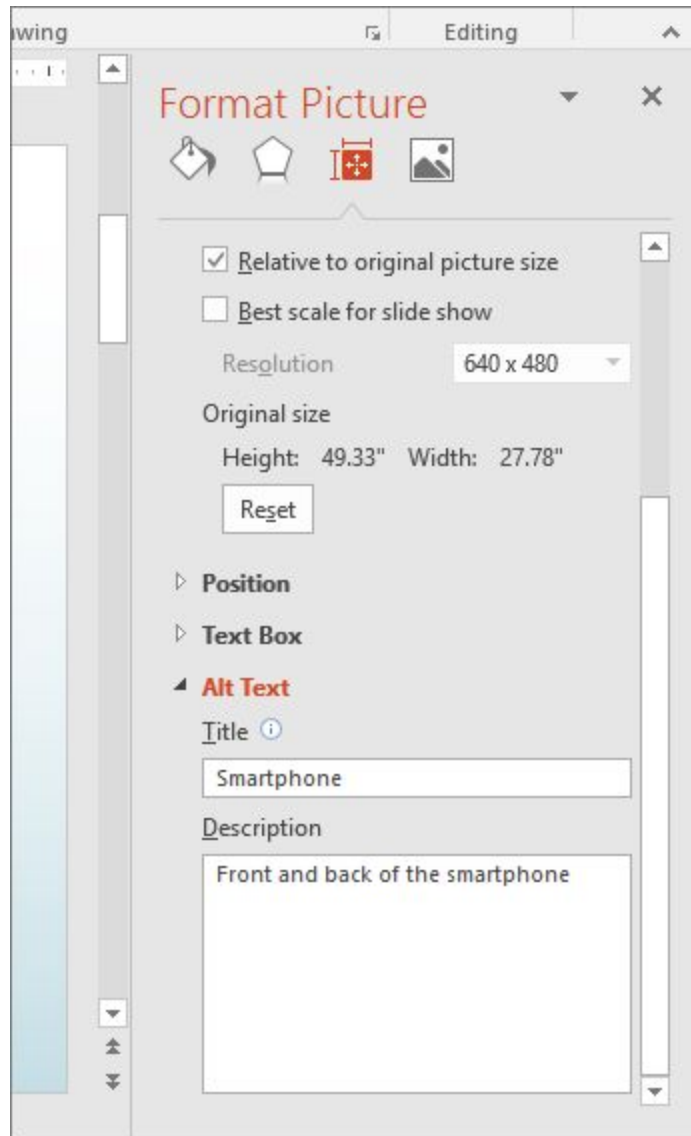 wing Editing
Format Picture
Relative to original picture size
Best scale for slide show
Resolution 640 x 480
Original size
Height: 49.33" Width: 27.78"
Reset
Position
Text Box
Alt Text
Title
Smartphone
Description
Front and back of the smartphone